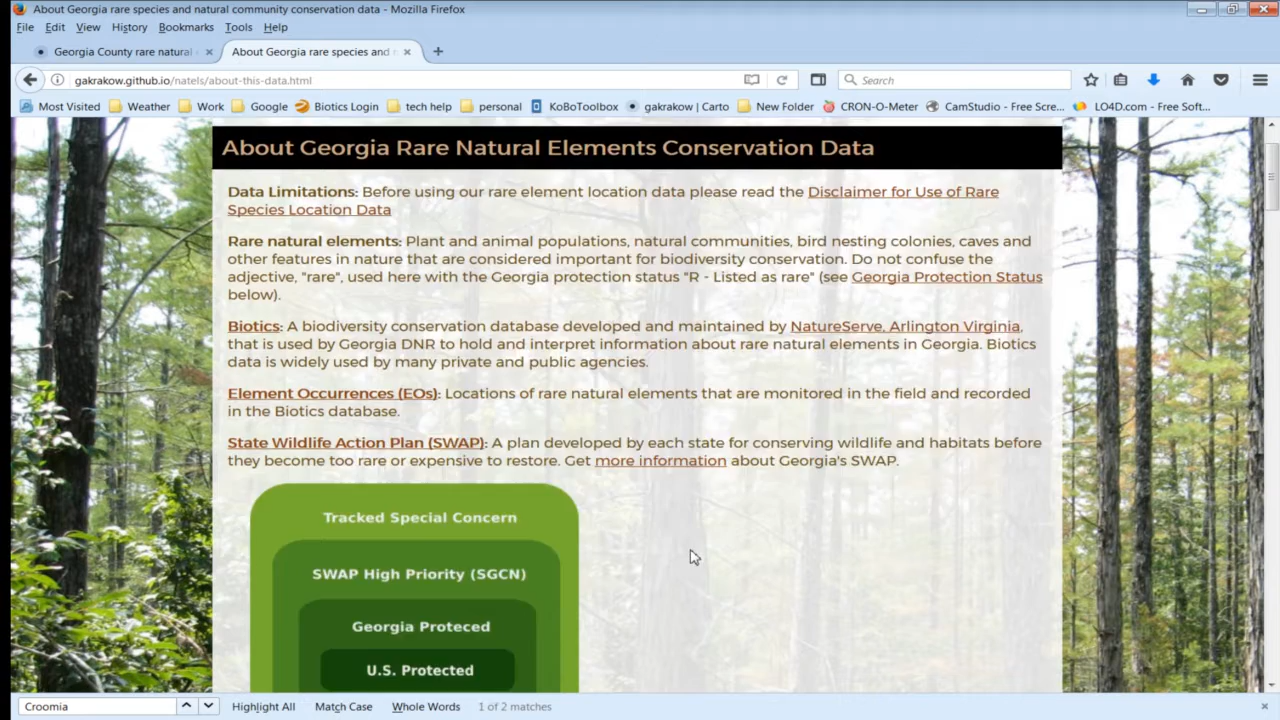 About Georgia rare species and natural community conservation data - Mozilla Firefox
File Edit View History Bookmarks Tools Help
Georgia County rare natural
About Georgia rare species and
gakrakow.github.io/natels/about-this-data.html
Search
Most Visited Weather Work Google Biotics Login tech help personal KoBoToolbox gakrakow | Carto New Folder CRON-O-Meter CamStudio - Free Scre... LO4D.com - Free Soft...
About Georgia Rare Natural Elements Conservation Data
Data Limitations: Before using our rare element location data please read the Disclaimer for Use of Rare
Species Location Data
Rare natural elements: Plant and animal populations, natural communities, bird nesting colonies, caves and
other features in nature that are considered important for biodiversity conservation. Do not confuse the
adjective, "rare", used here with the Georgia protection status "R - Listed as rare" (see Georgia Protection Status
below).
Biotics: A biodiversity conservation database developed and maintained by NatureServe, Arlington Virginia,
that is used by Georgia DNR to hold and interpret information about rare natural elements in Georgia. Biotics
data is widely used by many private and public agencies.
Element Occurrences (EOs): Locations of rare natural elements that are monitored in the field and recorded
in the Biotics database.
State Wildlife Action Plan (SWAP): A plan developed by each state for conserving wildlife and habitats before
they become too rare or expensive to restore. Get more information about Georgia's SWAP.
Tracked Special Concern
SWAP High Priority (SGCN)
Georgia Proteced
U.S. Protected
Croomia
Highlight All Match Case Whole Words 1 of 2 matches